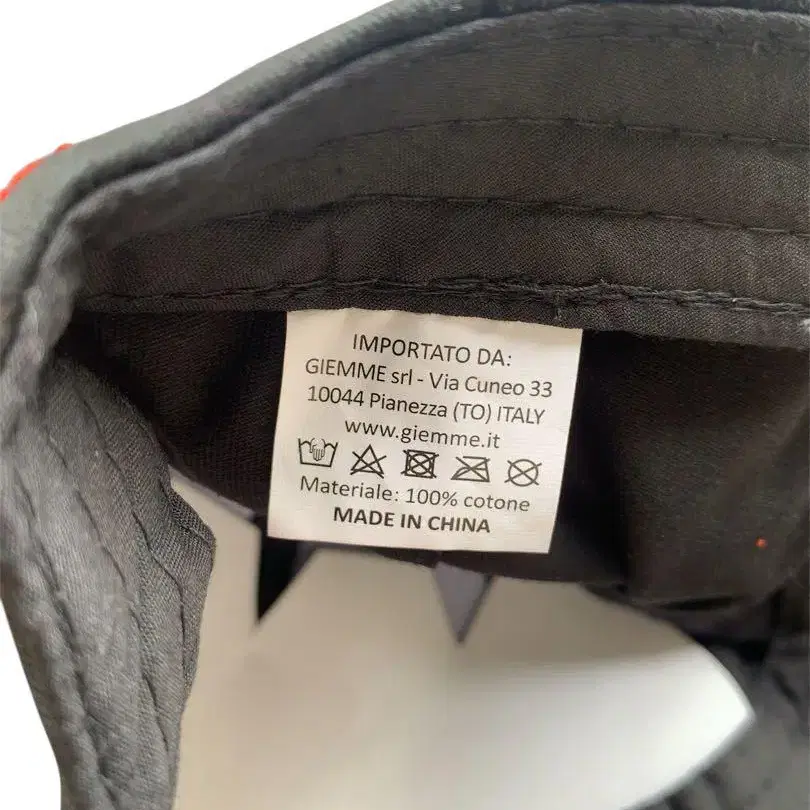 IMPORTATO DA:
GIEMME srl - Via Cuneo 33
10044 Pianezza (TO) ITALY
www.giemme.it
Materiale: 100% cotone
MADE IN CHINA